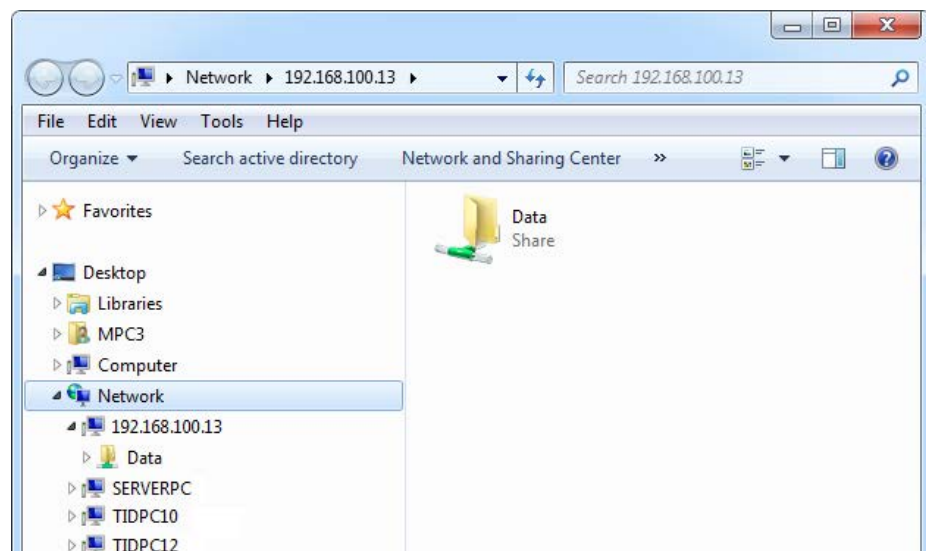 Network ▸ 192.168.100.13 ▸
Search 192.168.100.13
File Edit View Tools Help
Organize Search active directory Network and Sharing Center »
Favorites
Desktop
Libraries
MPC3
Computer
Network
192.168.100.13
Data
SERVERPC
TIDPC10
TIDPC12
Data
Share